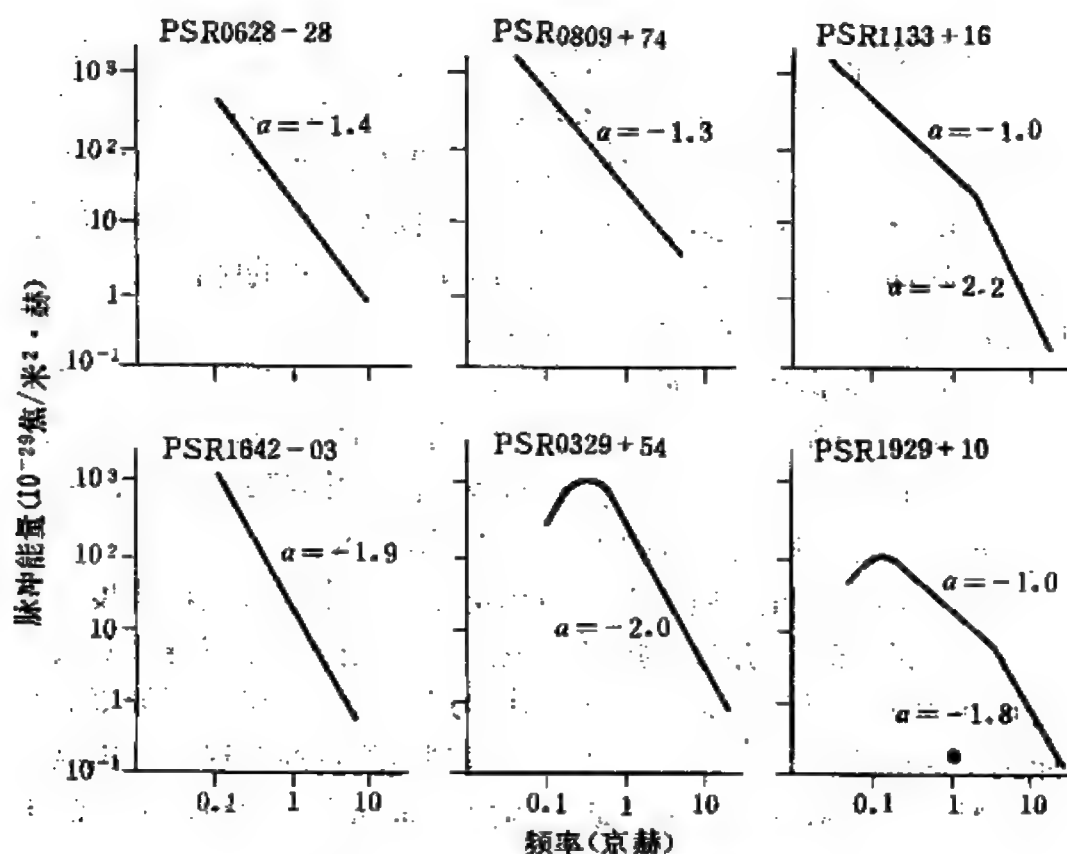 PSR0628-28
PSR0809+74
PSR1133+16
10³
10²
10
1
10⁻¹
a=-1.4
a=-1.3
a=-1.0
a=-2.2
PSR1642-03
PSR0329+54
PSR1929+10
10³
10²
10
1
10⁻¹
a=-1.9
a=-2.0
a=-1.0
a=-1.8
0.1 1 10
0.1 1 10
0.1 1 10
脉冲能量(10⁻²⁹焦/米²·赫)
频率(京赫)